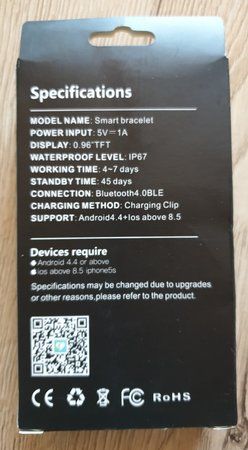 Specifications
MODEL NAME: Smart bracelet
POWER INPUT: 5V⎓1A
DISPLAY: 0.96"TFT
WATERPROOF LEVEL: IP67
WORKING TIME: 4~7 days
STANDBY TIME: 45 days
CONNECTION: Bluetooth4.0BLE
CHARGING METHOD: Charging Clip
SUPPORT: Android4.4+Ios above 8.5
Devices require
Android 4.4 or above
ios above 8.5 iphone5s
Specifications may be changed due to upgrades
or other reasons,please refer to the product.
CE FC RoHS